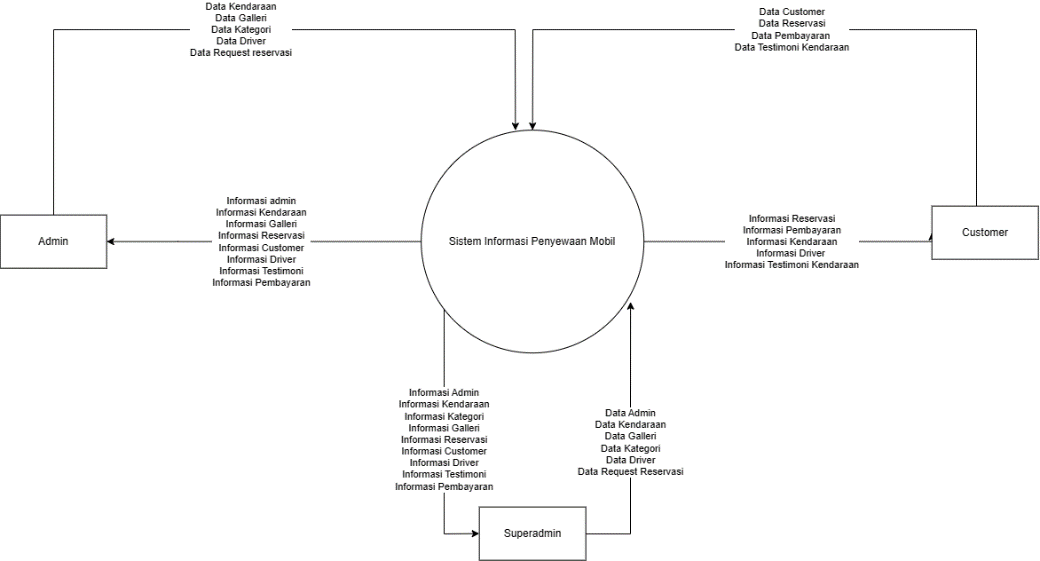 Data Kendaraan
Data Galleri
Data Kategori
Data Driver
Data Request reservasi
Data Customer
Data Reservasi
Data Pembayaran
Data Testimoni Kendaraan
Admin
Informasi admin
Informasi Kendaraan
Informasi Galleri
Informasi Reservasi
Informasi Customer
Informasi Driver
Informasi Testimoni
Informasi Pembayaran
Sistem Informasi Penyewaan Mobil
Informasi Reservasi
Informasi Pembayaran
Informasi Kendaraan
Informasi Driver
Informasi Testimoni Kendaraan
Customer
Informasi Admin
Informasi Kendaraan
Informasi Kategori
Informasi Galleri
Informasi Reservasi
Informasi Customer
Informasi Driver
Informasi Testimoni
Informasi Pembayaran
Data Admin
Data Kendaraan
Data Galleri
Data Kategori
Data Driver
Data Request Reservasi
Superadmin